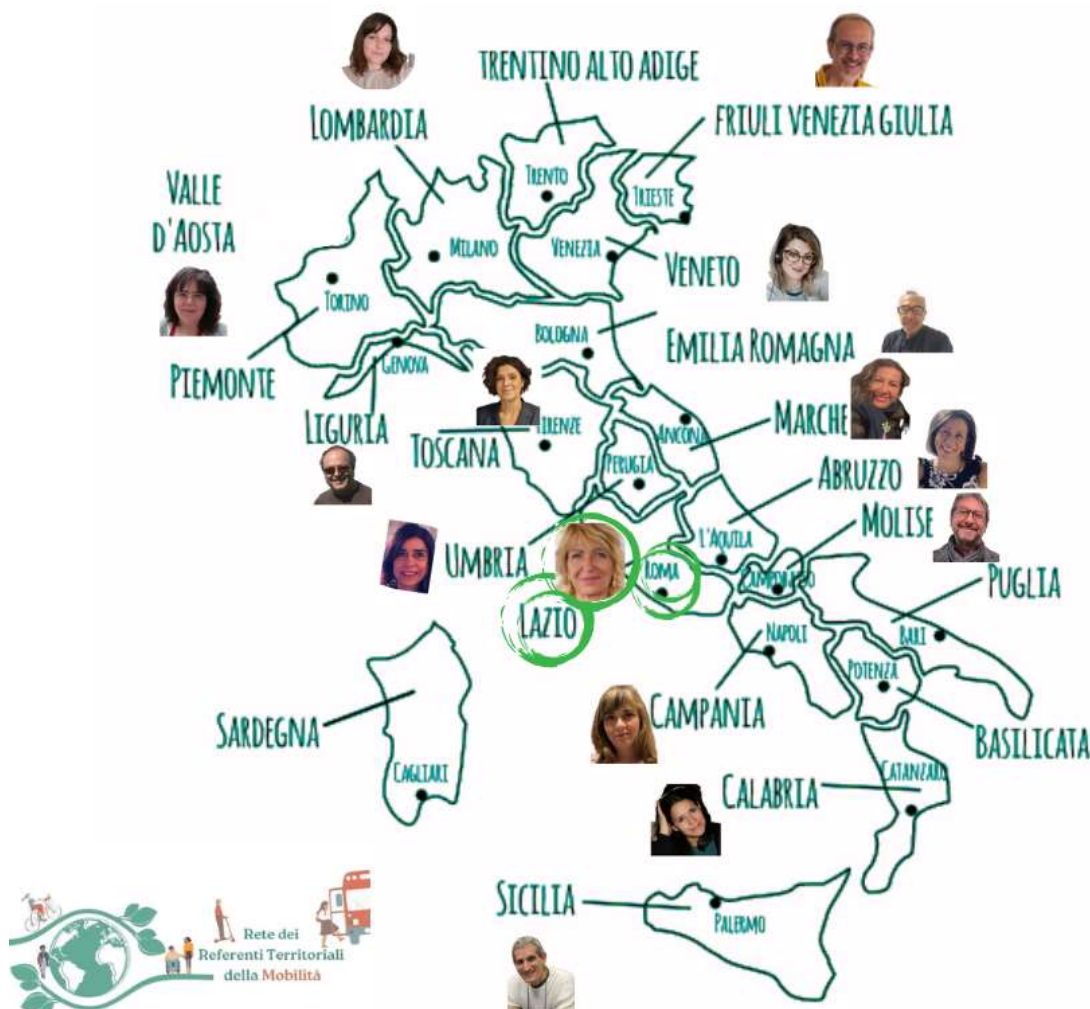 TRENTINO ALTO ADIGE
LOMBARDIA
FRIULI VENEZIA GIULIA
VALLE
D'AOSTA
TRENTO
TRIESTE
MILANO
VENEZIA
VENETO
TORINO
BOLOGNA
EMILIA ROMAGNA
PIEMONTE
GENOVA
LIGURIA
TOSCANA
IRENZE
ANCONA
MARCHE
PERUGIA
ABRUZZO
L'AQUILA
MOLISE
UMBRIA
ROMA
PUGLIA
LAZIO
NAPOLI
BARI
POTENZA
SARDEGNA
CAMPANIA
BASILICATA
CAGLIARI
CATANZARO
CALABRIA
SICILIA
PALERMO
Rete dei
Referenti Territoriali
della Mobilità